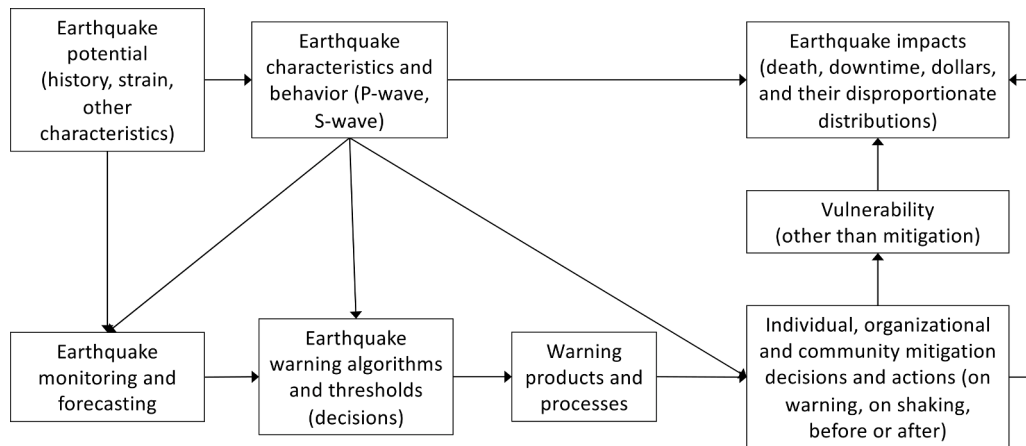 Earthquake
potential
(history, strain,
other
characteristics)
Earthquake
characteristics and
behavior (P-wave,
S-wave)
Earthquake impacts
(death, downtime, dollars,
and their disproportionate
distributions)
Vulnerability
(other than mitigation)
Earthquake
monitoring and
forecasting
Earthquake
warning algorithms
and thresholds
(decisions)
Warning
products and
processes
Individual, organizational
and community mitigation
decisions and actions (on
warning, on shaking,
before or after)